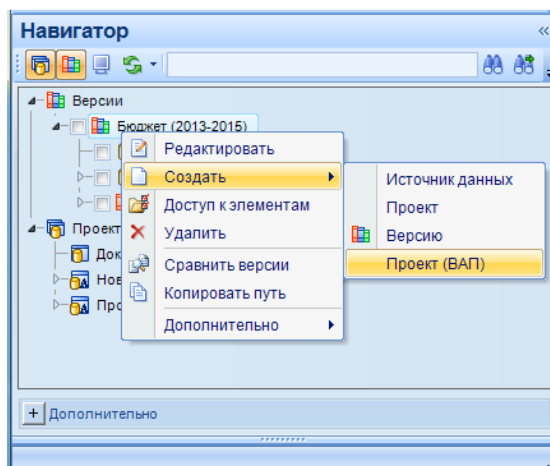 Навигатор
Версии
Бюджет (2013-2015)
Редактировать
Создать
Источник данных
Доступ к элементам
Проект
Проект
Удалить
Версию
Док
Сравнить версии
Проект (ВАП)
Нов
Копировать путь
Про
Дополнительно
Дополнительно